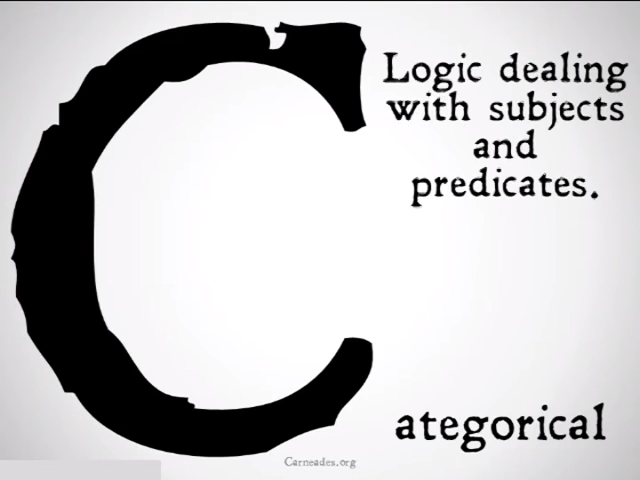 Logic dealing
with subjects
and
predicates.
C
ategorical
Carneades.org